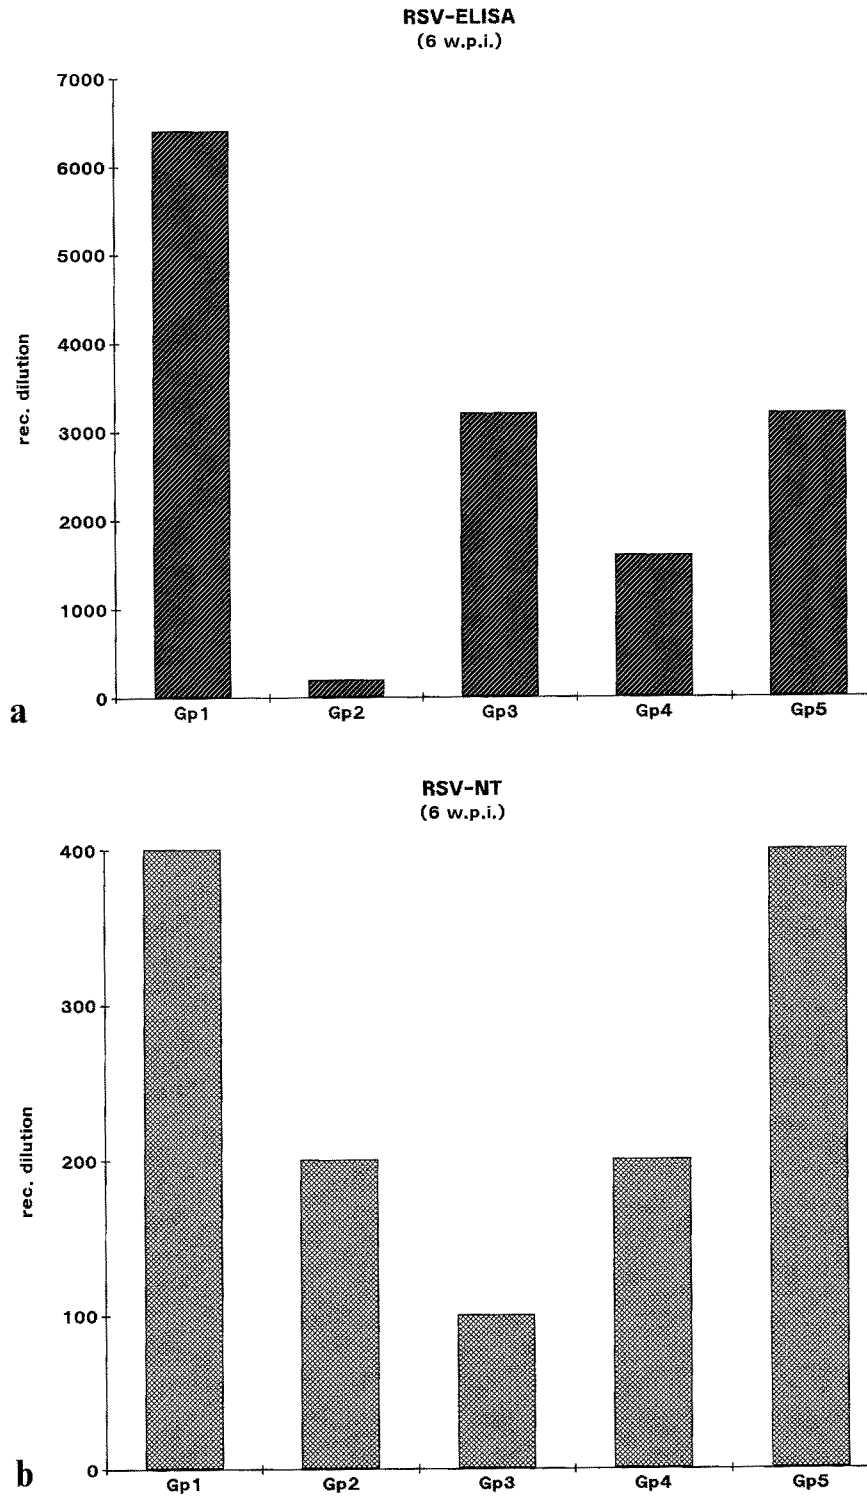 RSV-ELISA
(6 w.p.i.)
7000
6000
5000
4000
3000
2000
1000
0
rec. dilution
Gp1 Gp2 Gp3 Gp4 Gp5
a
RSV-NT
(6 w.p.i.)
400
300
200
100
0
rec. dilution
Gp1 Gp2 Gp3 Gp4 Gp5
b